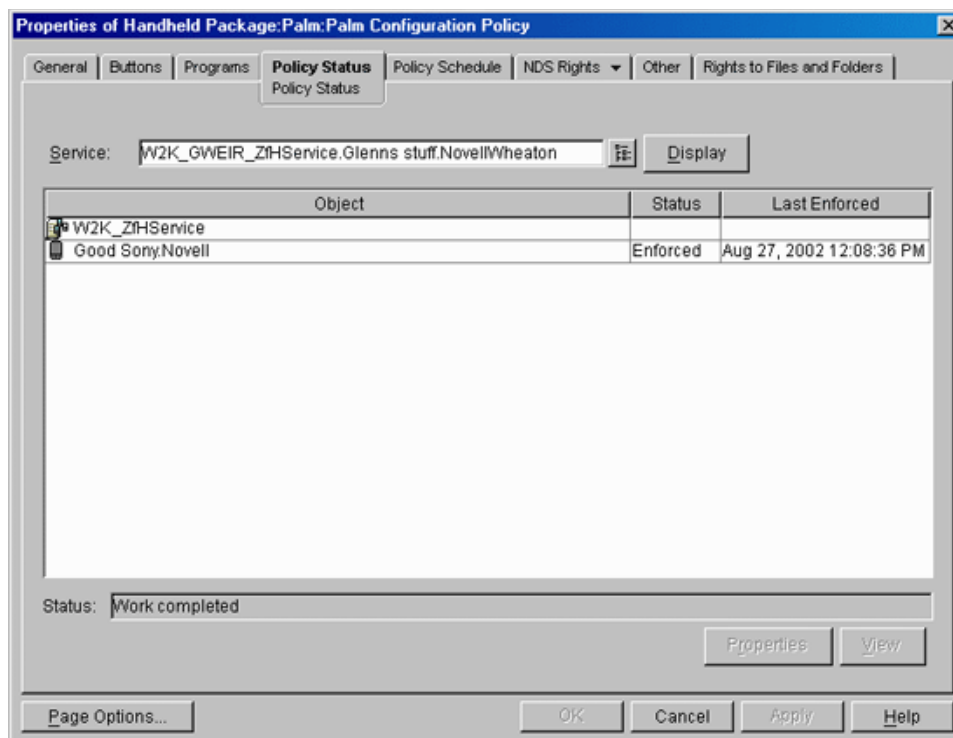 Properties of Handheld Package:Palm:Palm Configuration Policy
General Buttons Programs Policy Status Policy Schedule NDS Rights Other Rights to Files and Folders
Policy Status
Service: W2K_GWEIR_ZfHService.Glenns stuff.NovellWheaton Display
Object Status Last Enforced
W2K_ZfHService
Good Sony.Novell Enforced Aug 27, 2002 12:08:36 PM
Status: Work completed
Properties View
Page Options... OK Cancel Apply Help